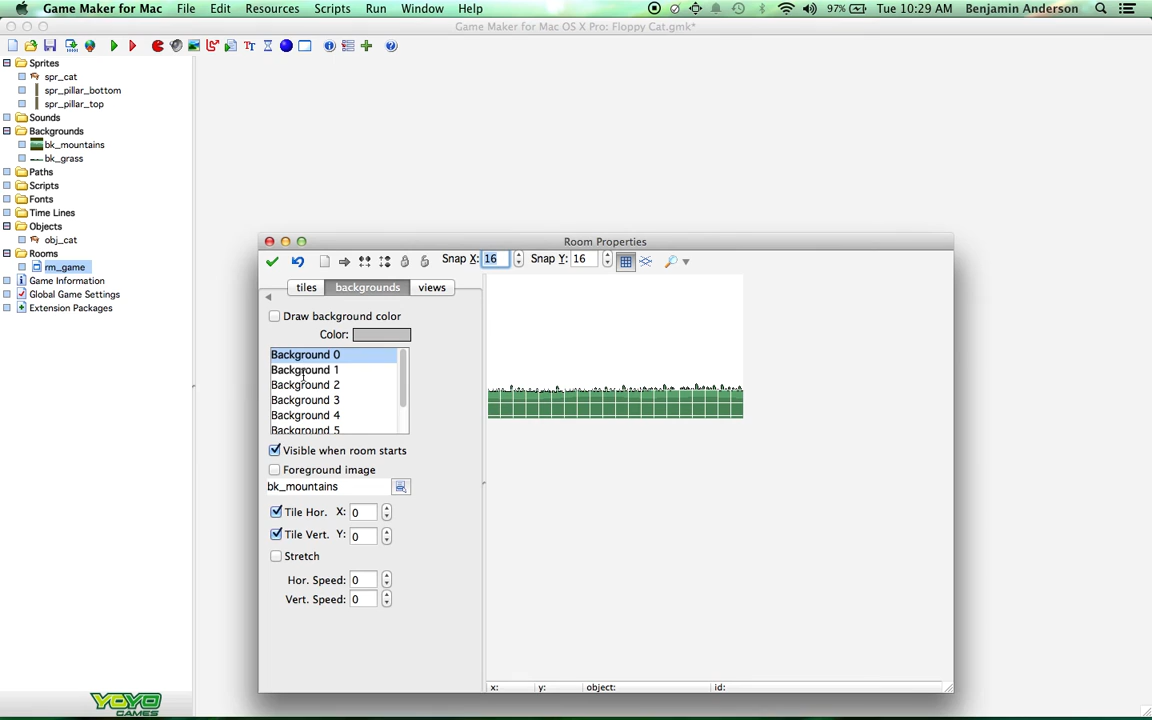 Game Maker for Mac File Edit Resources Scripts Run Window Help 97% Tue 10:29 AM Benjamin Anderson
Game Maker for Mac OS X Pro: Floppy Cat.gmk*
Sprites
spr_cat
spr_pillar_bottom
spr_pillar_top
Sounds
Backgrounds
bk_mountains
bk_grass
Paths
Scripts
Fonts
Time Lines
Objects
obj_cat
Rooms
rm_game
Game Information
Global Game Settings
Extension Packages
Room Properties
Snap X: 16 Snap Y: 16
tiles backgrounds views
Draw background color
Color:
Background 0
Background 1
Background 2
Background 3
Background 4
Background 5
Visible when room starts
Foreground image
bk_mountains
Tile Hor. X: 0
Tile Vert. Y: 0
Stretch
Hor. Speed: 0
Vert. Speed: 0
x: y: object: id:
YOYO
GAMES